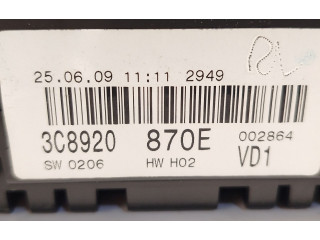 25.06.09 11:11 2949
3C8920 870E 002864
SW 0206 HW H02 VD1